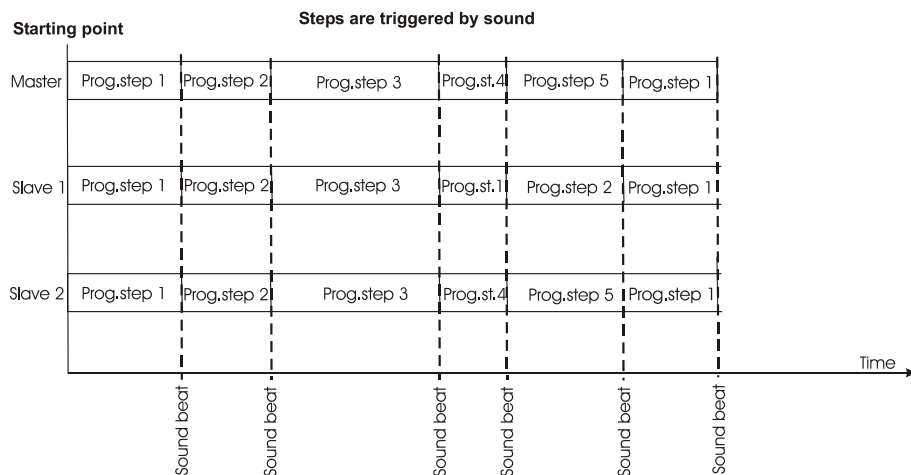 Steps are triggered by sound
Starting point
Master Prog.step 1 Prog.step 2 Prog.step 3 Prog.st.4 Prog.step 5 Prog.step 1
Slave 1 Prog.step 1 Prog.step 2 Prog.step 3 Prog.st.1 Prog.step 2 Prog.step 1
Slave 2 Prog.step 1 Prog.step 2 Prog.step 3 Prog.st.4 Prog.step 5 Prog.step 1
Time
Sound beat
Sound beat
Sound beat
Sound beat
Sound beat
Sound beat